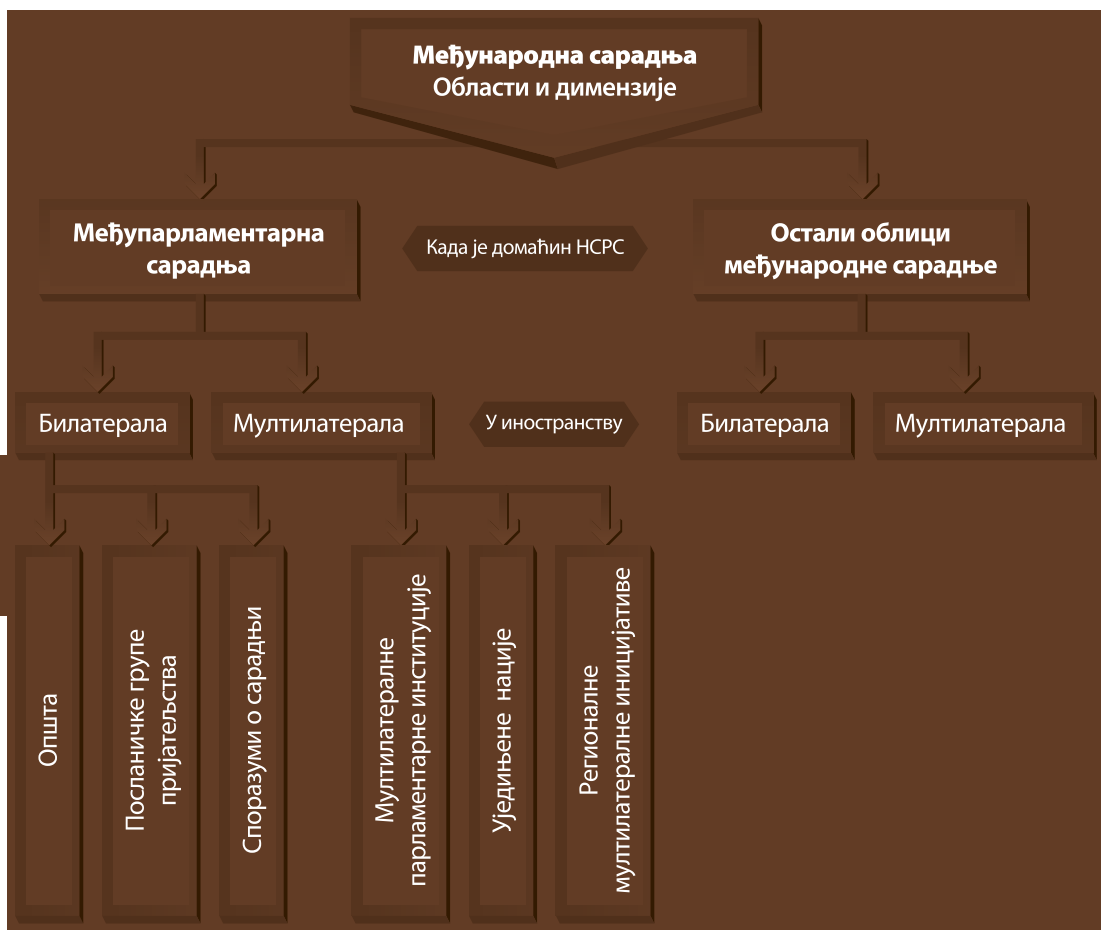 Међународна сарадња
Области и димензије
Међупарламентарна
сарадња
Када је домаћин НСРС
Остали облици
међународне сарадње
Билатерала
Мултилатерала
У иностранству
Билатерала
Мултилатерала
Општа
Посланичке групе
пријатељства
Споразуми о сарадњи
Мултилатералне
парламентарне институције
Уједињене нације
Регионалне
мултилатералне иницијативе